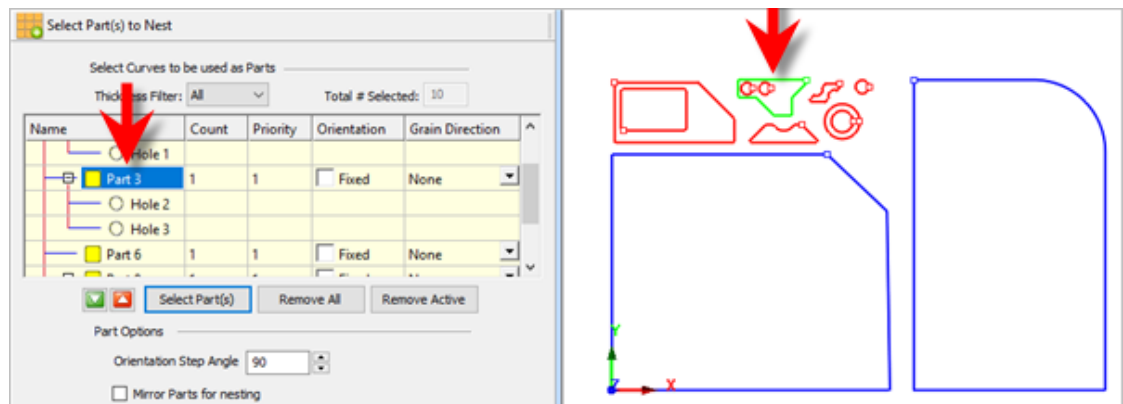 Select Part(s) to Nest
Select Curves to be used as Parts
Thickness Filter: All Total # Selected: 10
Name Count Priority Orientation Grain Direction
Hole 1
Part 3 1 1 Fixed None
Hole 2
Hole 3
Part 6 1 1 Fixed None
Select Part(s) Remove All Remove Active
Part Options
Orientation Step Angle 90
Mirror Parts for nesting
Y
Z X